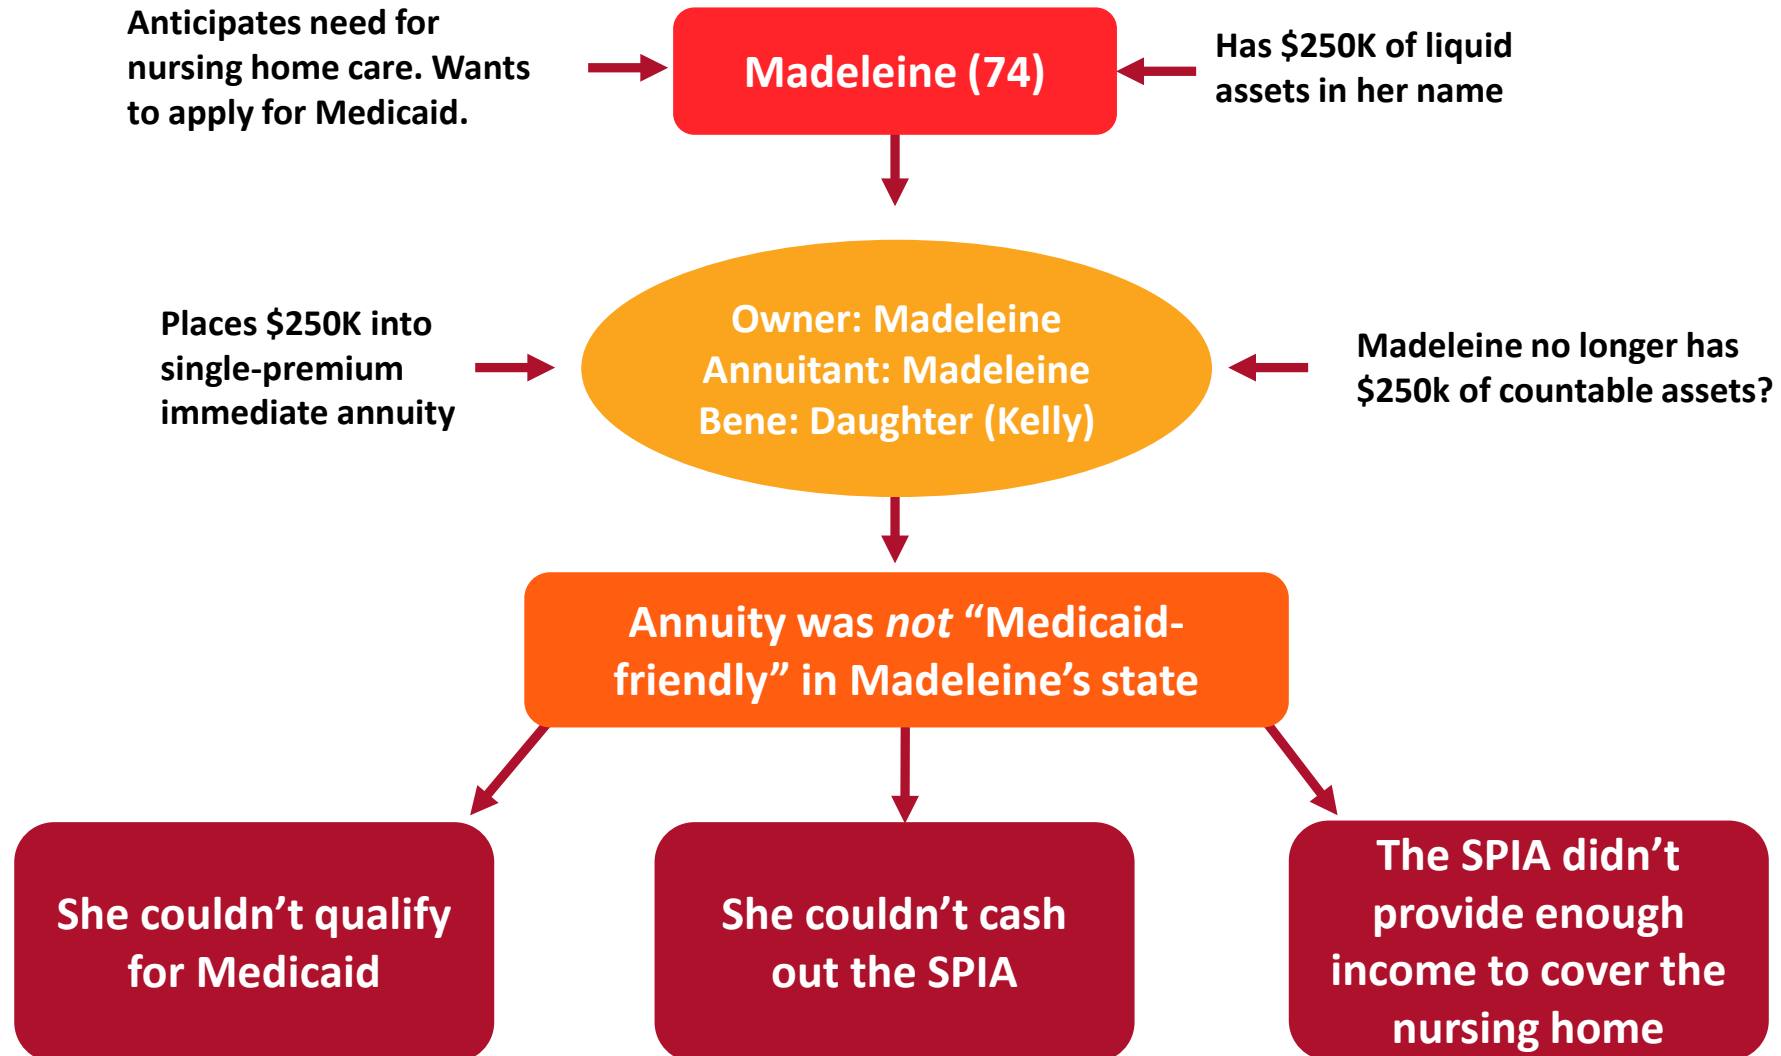 Anticipates need for
nursing home care. Wants
to apply for Medicaid.
Madeleine (74)
Has $250K of liquid
assets in her name
Places $250K into
single-premium
immediate annuity
Owner: Madeleine
Annuitant: Madeleine
Bene: Daughter (Kelly)
Madeleine no longer has
$250k of countable assets?
Annuity was not “Medicaid-
friendly” in Madeleine’s state
She couldn’t qualify
for Medicaid
She couldn’t cash
out the SPIA
The SPIA didn’t
provide enough
income to cover the
nursing home